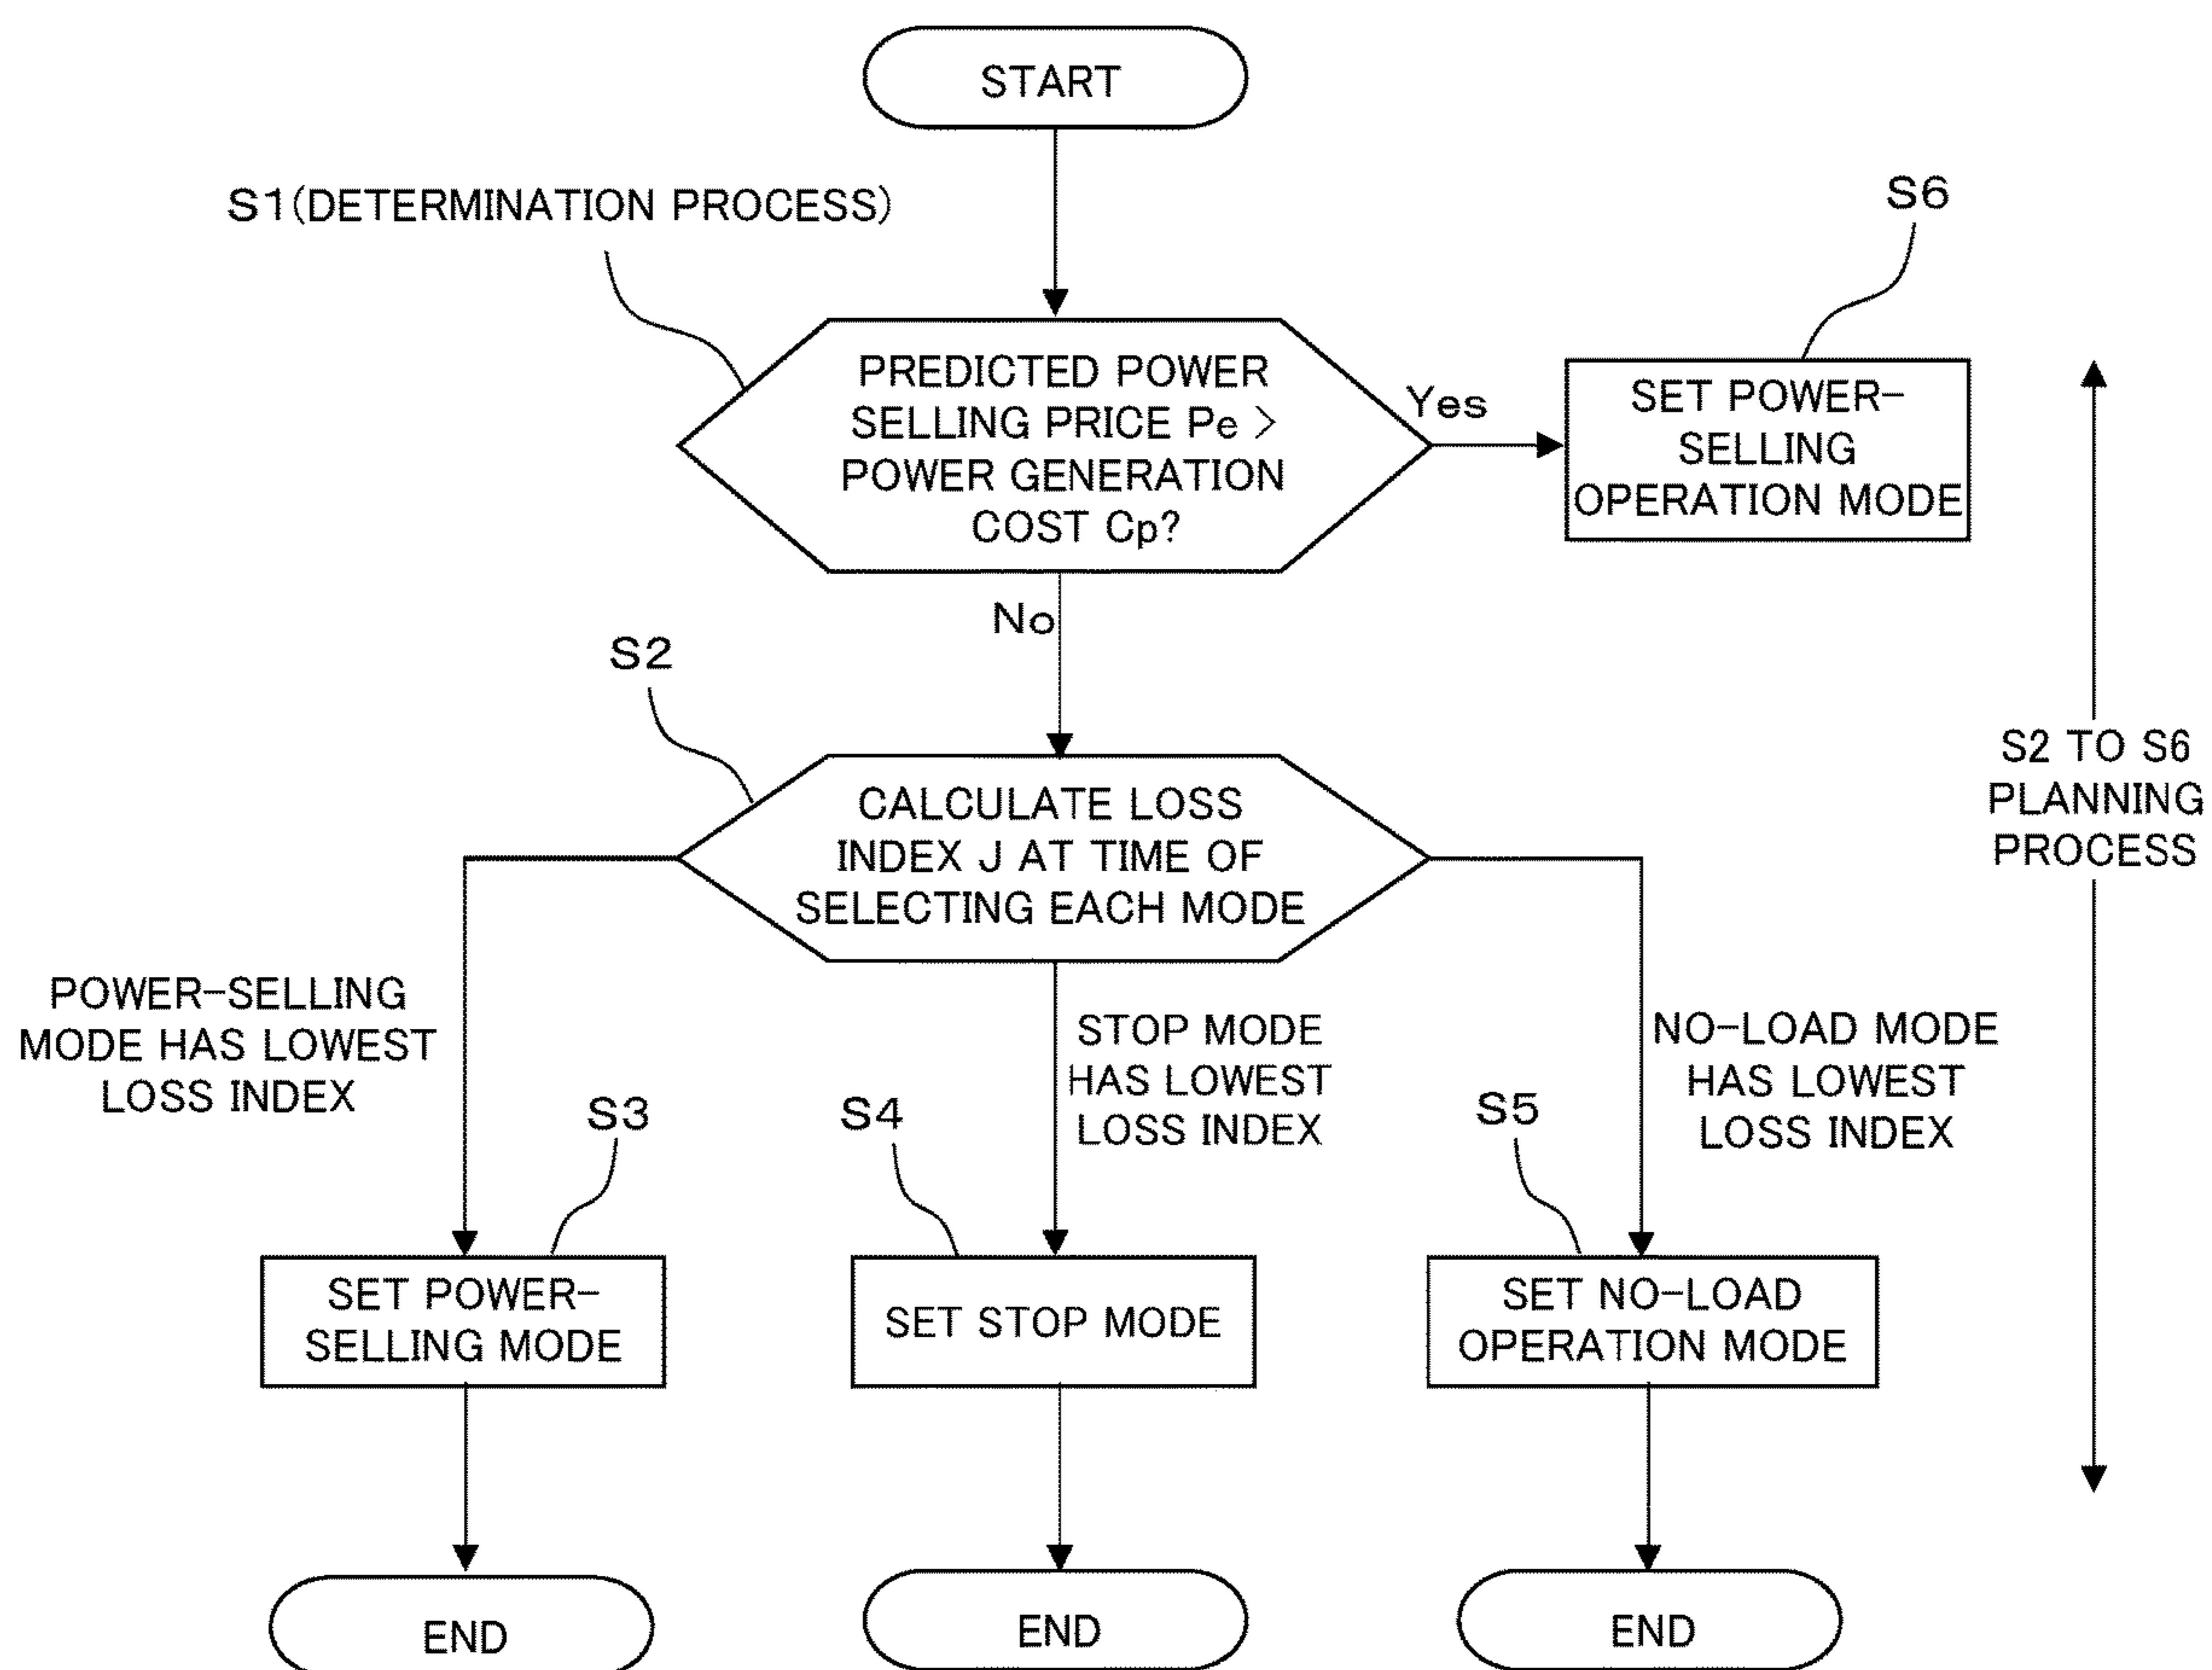 START
S1(DETERMINATION PROCESS)
S6
PREDICTED POWER
SELLING PRICE Pe >
POWER GENERATION
COST Cp?
Yes
SET POWER-
SELLING
OPERATION MODE
No
S2
CALCULATE LOSS
INDEX J AT TIME OF
SELECTING EACH MODE
S2 TO S6
PLANNING
PROCESS
POWER-SELLING
MODE HAS LOWEST
LOSS INDEX
STOP MODE
HAS LOWEST
LOSS INDEX
NO-LOAD MODE
HAS LOWEST
LOSS INDEX
S3
S4
S5
SET POWER-
SELLING MODE
SET STOP MODE
SET NO-LOAD
OPERATION MODE
END
END
END